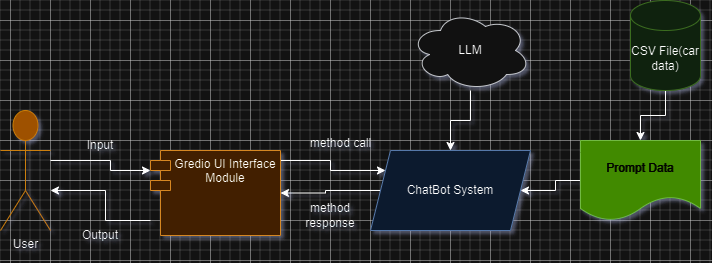 LLM
CSV File(car
data)
Input
Gredio UI Interface
Module
method call
Prompt Data
ChatBot System
method
response
Output
User